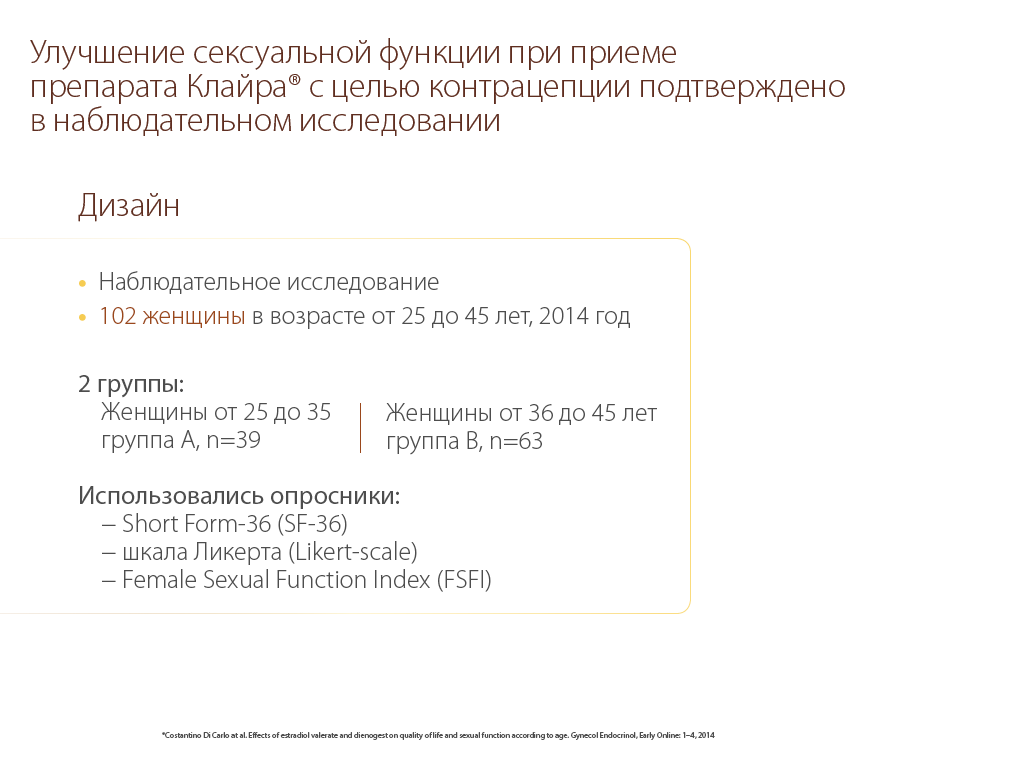 Улучшение сексуальной функции при приеме
препарата Клайра® с целью контрацепции подтверждено
в наблюдательном исследовании
Дизайн
• Наблюдательное исследование
• 102 женщины в возрасте от 25 до 45 лет, 2014 год
2 группы:
Женщины от 25 до 35
группа А, n=39
Женщины от 36 до 45 лет
группа В, n=63
Использовались опросники:
– Short Form-36 (SF-36)
– шкала Ликерта (Likert-scale)
– Female Sexual Function Index (FSFI)
*Costantino Di Carlo at al. Effects of estradiol valerate and dienogest on quality of life and sexual function according to age. Gynecol Endocrinol, Early Online: 1–4, 2014